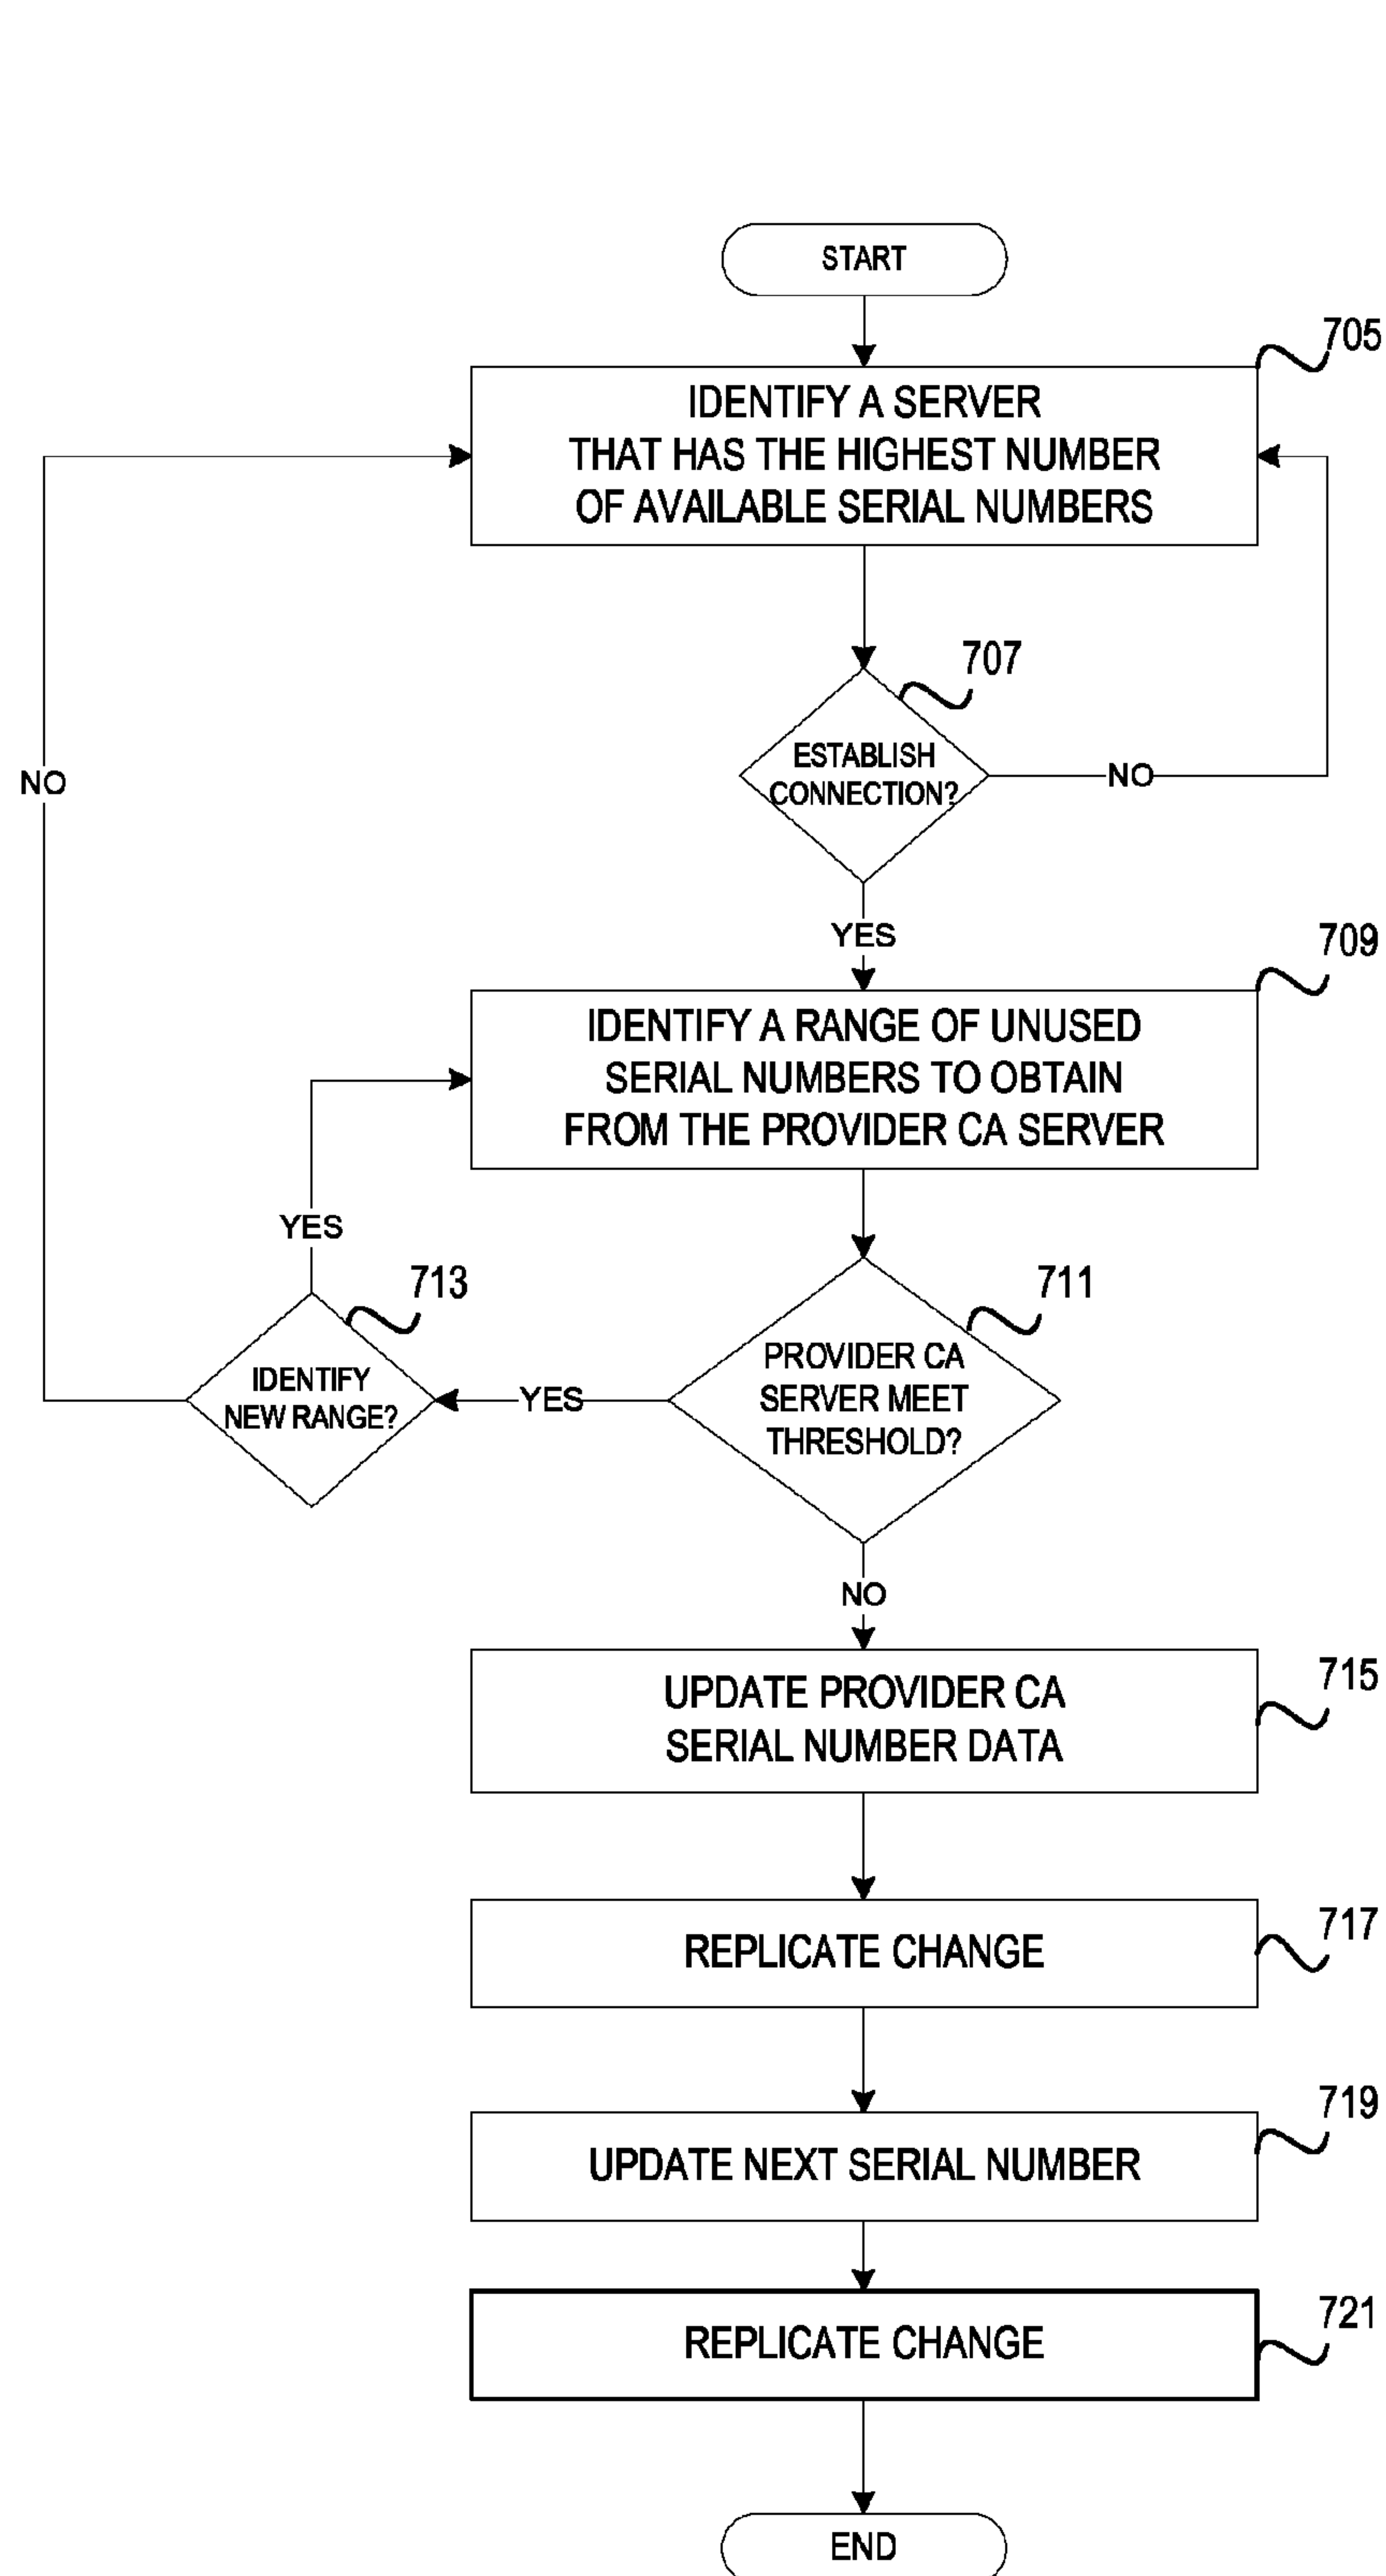 START
705
IDENTIFY A SERVER
THAT HAS THE HIGHEST NUMBER
OF AVAILABLE SERIAL NUMBERS
707
ESTABLISH
CONNECTION?
NO
NO
YES
709
IDENTIFY A RANGE OF UNUSED
SERIAL NUMBERS TO OBTAIN
FROM THE PROVIDER CA SERVER
YES
713
711
IDENTIFY
NEW RANGE?
YES
PROVIDER CA
SERVER MEET
THRESHOLD?
NO
715
UPDATE PROVIDER CA
SERIAL NUMBER DATA
717
REPLICATE CHANGE
719
UPDATE NEXT SERIAL NUMBER
721
REPLICATE CHANGE
END